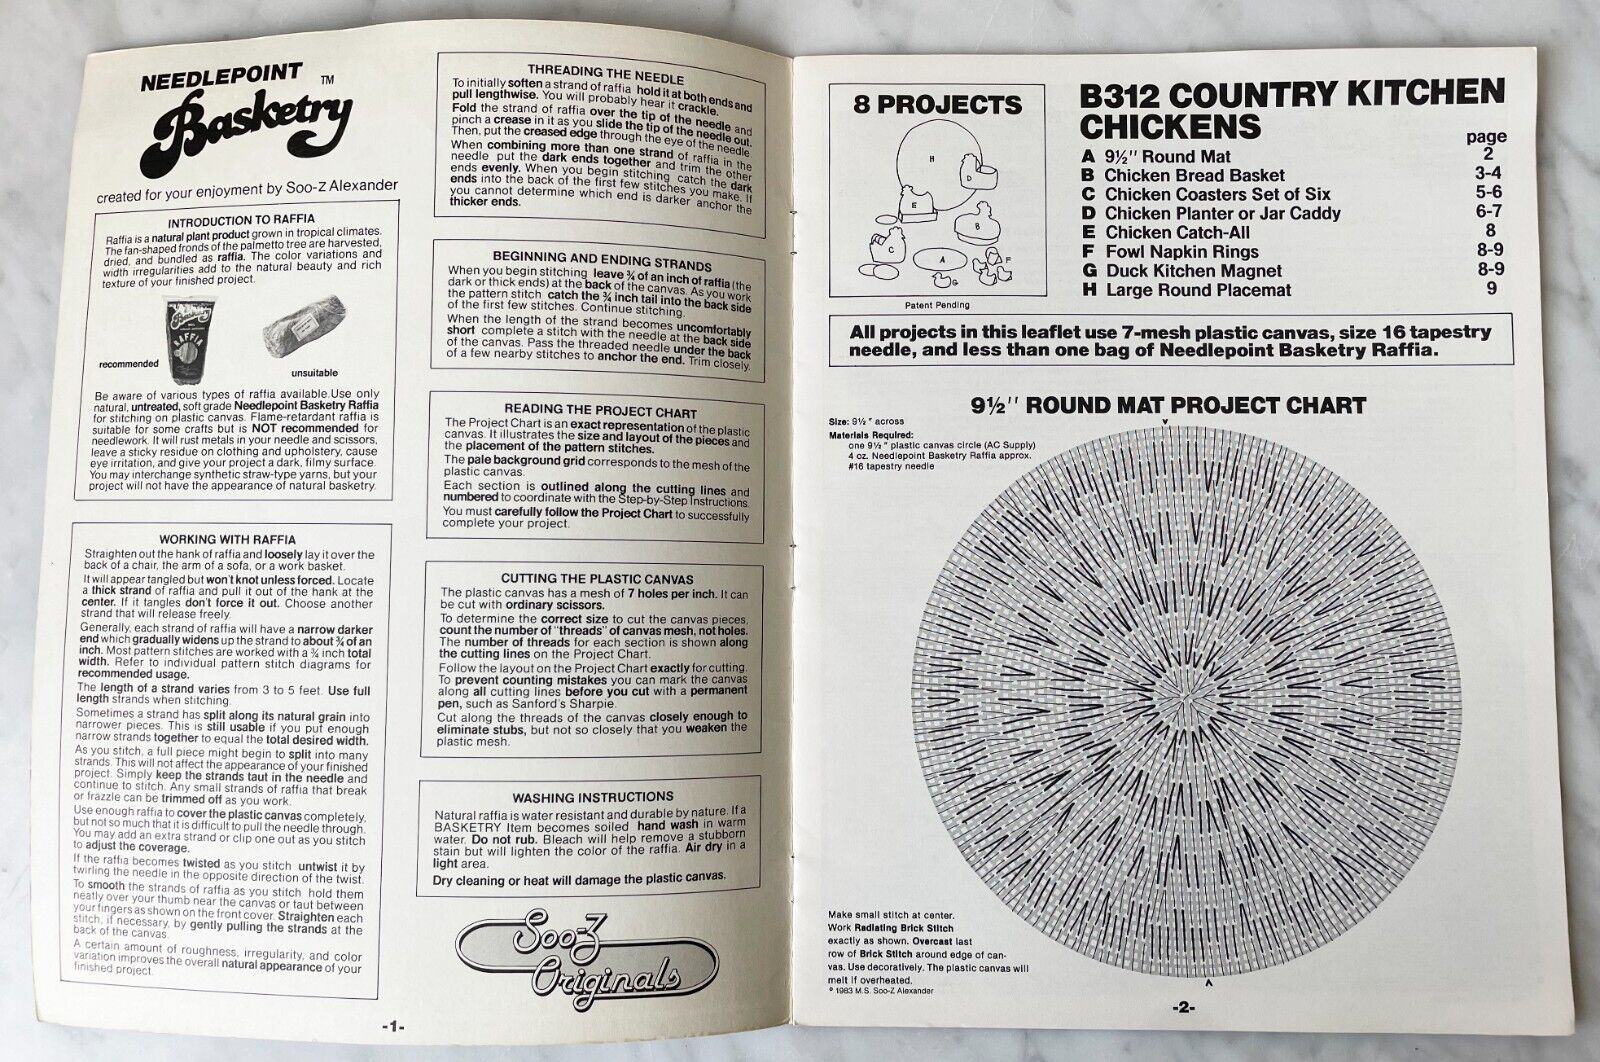 NEEDLEPOINT TM
Basketry
created for your enjoyment by Soo-Z Alexander
INTRODUCTION TO RAFFIA
Raffia is a natural plant product grown in tropical climates.
The fan-shaped fronds of the palmetto tree are harvested,
dried, and bundled as raffia. The color variations and
width irregularities add to the natural beauty and rich
texture of your finished project.
Basketry
RAFFIA
recommended
unsuitable
Be aware of various types of raffia available. Use only
natural, untreated, soft grade Needlepoint Basketry Raffia
for stitching on plastic canvas. Flame-retardant raffia is
suitable for some crafts but is NOT recommended for
needlework. It will rust metals in your needle and scissors,
leave a sticky residue on clothing and upholstery, cause
eye irritation, and give your project a dark, filmy surface.
You may interchange synthetic straw-type yarns, but your
project will not have the appearance of natural basketry.
WORKING WITH RAFFIA
Straighten out the hank of raffia and loosely lay it over the
back of a chair, the arm of a sofa, or a work basket.
It will appear tangled but won't knot unless forced. Locate
a thick strand of raffia and pull it out of the hank at the
center. If it tangles don't force it out. Choose another
strand that will release freely.
Generally, each strand of raffia will have a narrow darker
end which gradually widens up the strand to about ¾ of an
inch. Most pattern stitches are worked with a ¾ inch total
width. Refer to individual pattern stitch diagrams for
recommended usage.
The length of a strand varies from 3 to 5 feet. Use full
length strands when stitching.
Sometimes a strand has split along its natural grain into
narrower pieces. This is still usable if you put enough
narrow strands together to equal the total desired width.
As you stitch, a full piece might begin to split into many
strands. This will not affect the appearance of your finished
project. Simply keep the strands taut in the needle and
continue to stitch. Any small strands of raffia that break
or frazzle can be trimmed off as you work.
Use enough raffia to cover the plastic canvas completely,
but not so much that it is difficult to pull the needle through.
You may add an extra strand or clip one out as you stitch
to adjust the coverage.
If the raffia becomes twisted as you stitch untwist it by
twirling the needle in the opposite direction of the twist.
To smooth the strands of raffia as you stitch hold them
neatly over your thumb near the canvas or taut between
your fingers as shown on the front cover. Straighten each
stitch, if necessary, by gently pulling the strands at the
back of the canvas.
A certain amount of roughness, irregularity, and color
variation improves the overall natural appearance of your
finished project.
THREADING THE NEEDLE
To initially soften a strand of raffia hold it at both ends and
pull lengthwise. You will probably hear it crackle.
Fold the strand of raffia over the tip of the needle and
pinch a crease in it as you slide the tip of the needle out.
Then, put the creased edge through the eye of the needle.
When combining more than one strand of raffia in the
needle put the dark ends together and trim the other
ends evenly. When you begin stitching catch the dark
ends into the back of the first few stitches you make. If
you cannot determine which end is darker anchor the
thicker ends.
BEGINNING AND ENDING STRANDS
When you begin stitching leave ¾ of an inch of raffia (the
dark or thick ends) at the back of the canvas. As you work
the pattern stitch catch the ¾ inch tail into the back side
of the first few stitches. Continue stitching.
When the length of the strand becomes uncomfortably
short complete a stitch with the needle at the back side
of the canvas. Pass the threaded needle under the back
of a few nearby stitches to anchor the end. Trim closely.
READING THE PROJECT CHART
The Project Chart is an exact representation of the plastic
canvas. It illustrates the size and layout of the pieces and
the placement of the pattern stitches.
The pale background grid corresponds to the mesh of the
plastic canvas.
Each section is outlined along the cutting lines and
numbered to coordinate with the Step-by-Step Instructions.
You must carefully follow the Project Chart to successfully
complete your project.
CUTTING THE PLASTIC CANVAS
The plastic canvas has a mesh of 7 holes per inch. It can
be cut with ordinary scissors.
To determine the correct size to cut the canvas pieces,
count the number of "threads" of canvas mesh, not holes.
The number of threads for each section is shown along
the cutting lines on the Project Chart.
Follow the layout on the Project Chart exactly for cutting.
To prevent counting mistakes you can mark the canvas
along all cutting lines before you cut with a permanent
pen, such as Sanford's Sharpie.
Cut along the threads of the canvas closely enough to
eliminate stubs, but not so closely that you weaken the
plastic mesh.
WASHING INSTRUCTIONS
Natural raffia is water resistant and durable by nature. If a
BASKETRY Item becomes soiled hand wash in warm
water. Do not rub. Bleach will help remove a stubborn
stain but will lighten the color of the raffia. Air dry in a
light area.
Dry cleaning or heat will damage the plastic canvas.
Soo-Z
Originals
-1-
8 PROJECTS
H
D
E
B
C
A
F
G
Patent Pending
B312 COUNTRY KITCHEN
CHICKENS
page
A 9½" Round Mat 2
B Chicken Bread Basket 3-4
C Chicken Coasters Set of Six 5-6
D Chicken Planter or Jar Caddy 6-7
E Chicken Catch-All 8
F Fowl Napkin Rings 8-9
G Duck Kitchen Magnet 8-9
H Large Round Placemat 9
All projects in this leaflet use 7-mesh plastic canvas, size 16 tapestry
needle, and less than one bag of Needlepoint Basketry Raffia.
9½" ROUND MAT PROJECT CHART
Size: 9½" across
Materials Required:
one 9½" plastic canvas circle (AC Supply)
4 oz. Needlepoint Basketry Raffia approx.
#16 tapestry needle
Make small stitch at center.
Work Radiating Brick Stitch
exactly as shown. Overcast last
row of Brick Stitch around edge of can-
vas. Use decoratively. The plastic canvas will
melt if overheated.
© 1983 M.S. Soo-Z Alexander
-2-